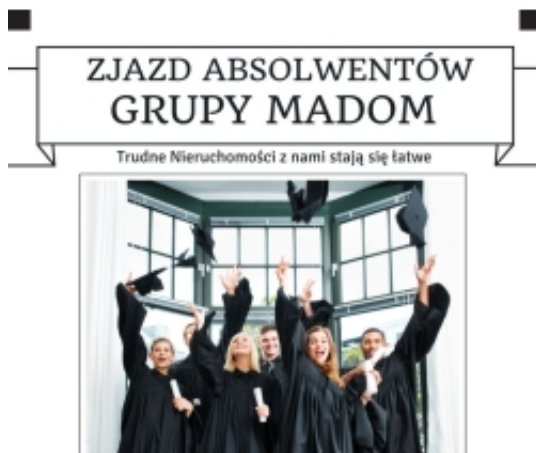 ZJAZD ABSOLWENTÓW
GRUPY MADOM
Trudne Nieruchomości z nami stają się łatwe